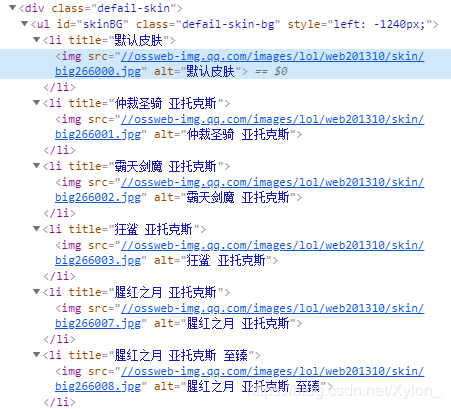 ▼<div class="defail-skin">
▼<ul id="skinBG" class="defail-skin-bg" style="left: -1240px;">
▼<li title="默认皮肤">
<img src="//ossweb-img.qq.com/images/lol/web201310/skin/
big266000.jpg" alt="默认皮肤"> == $0
</li>
▼<li title="仲裁圣骑 亚托克斯">
<img src="//ossweb-img.qq.com/images/lol/web201310/skin/
big266001.jpg" alt="仲裁圣骑 亚托克斯">
</li>
▼<li title="霸天剑魔 亚托克斯">
<img src="//ossweb-img.qq.com/images/lol/web201310/skin/
big266002.jpg" alt="霸天剑魔 亚托克斯">
</li>
▼<li title="狂鲨 亚托克斯">
<img src="//ossweb-img.qq.com/images/lol/web201310/skin/
big266003.jpg" alt="狂鲨 亚托克斯">
</li>
▼<li title="腥红之月 亚托克斯">
<img src="//ossweb-img.qq.com/images/lol/web201310/skin/
big266007.jpg" alt="腥红之月 亚托克斯">
</li>
▼<li title="腥红之月 亚托克斯 至臻">
<img src="//ossweb-img.qq.com/images/lol/web201310/skin/
big266008.jpg" alt="腥红之月 亚托克斯 至臻">
</li>
https://blog.csdn.net/Xylon_